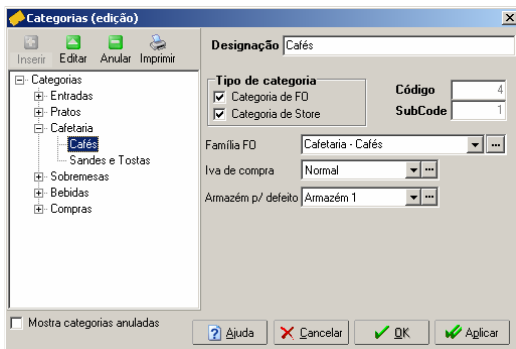 Categorias (edição)
Inserir Editar Anular Imprimir
Categorias
Entradas
Pratos
Cafetaria
Cafés
Sandes e Tostas
Sobremesas
Bebidas
Compras
Mostra categorias anuladas
Designação Cafés
Tipo de categoria
Categoria de FO
Categoria de Store
Código 4
SubCode 1
Família FO Cafetaria - Cafés
Iva de compra Normal
Armazém p/ defeito Armazém 1
Ajuda Cancelar OK Aplicar